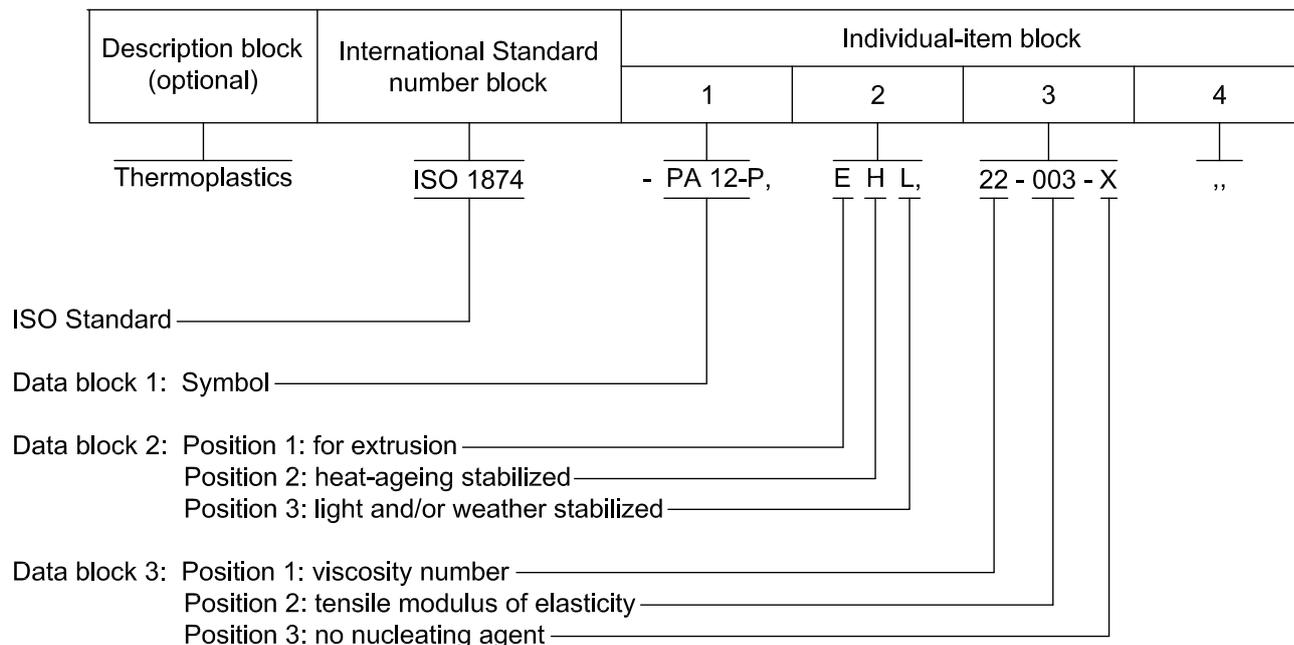 Description block
(optional)
International Standard
number block
Individual-item block
1
2
3
4
Thermoplastics
ISO 1874
- PA 12-P,
E H L,
22 - 003 - X
,,
ISO Standard
Data block 1: Symbol
Data block 2: Position 1: for extrusion
Position 2: heat-ageing stabilized
Position 3: light and/or weather stabilized
Data block 3: Position 1: viscosity number
Position 2: tensile modulus of elasticity
Position 3: no nucleating agent